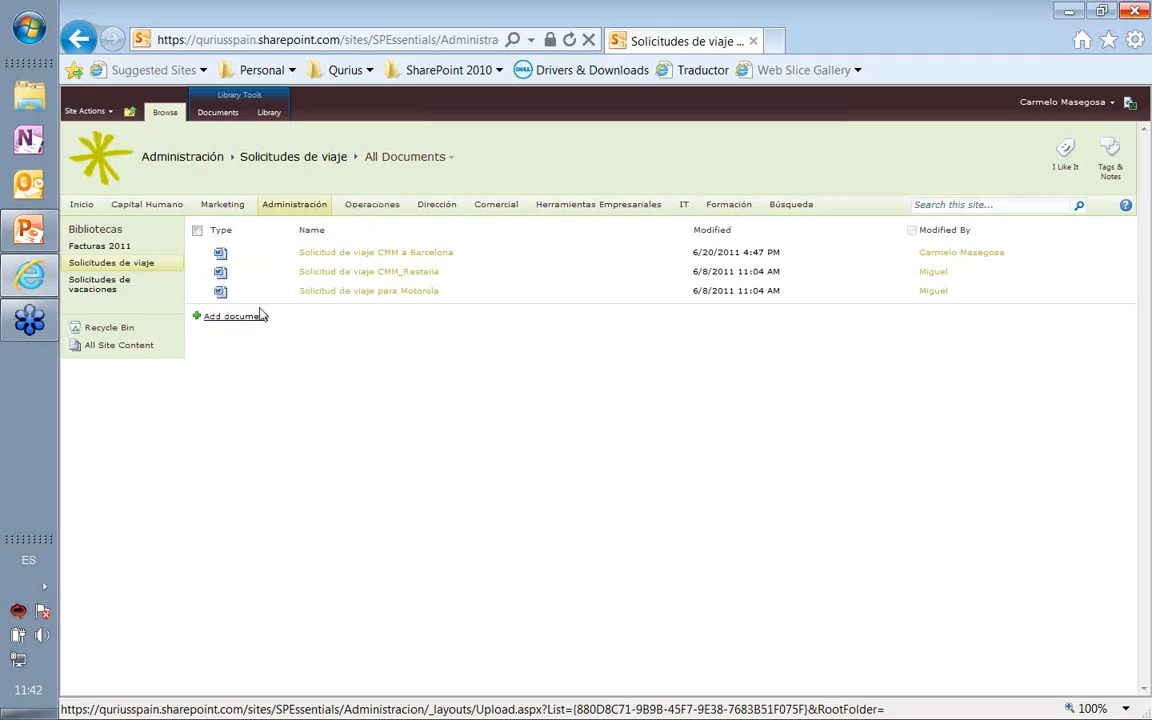 https://quriusspain.sharepoint.com/sites/SPEssentials/Administra
Solicitudes de viaje ...
Suggested Sites
Personal
Qurius
SharePoint 2010
Drivers & Downloads
Traductor
Web Slice Gallery
Library Tools
Site Actions
Browse
Documents
Library
Carmelo Masegosa
Administración
Solicitudes de viaje
All Documents
I Like It
Tags & Notes
Inicio
Capital Humano
Marketing
Administración
Operaciones
Dirección
Comercial
Herramientas Empresariales
IT
Formación
Búsqueda
Search this site...
Bibliotecas
Facturas 2011
Solicitudes de viaje
Solicitudes de
vacaciones
Recycle Bin
All Site Content
Type
Name
Modified
Modified By
Solicitud de viaje CMM a Barcelona
6/20/2011 4:47 PM
Carmelo Masegosa
Solicitud de viaje CMM_Restalia
6/8/2011 11:04 AM
Miguel
Solicitud de viaje para Motorola
6/8/2011 11:04 AM
Miguel
Add docume
ES
11:42
https://quriusspain.sharepoint.com/sites/SPEssentials/Administracion/_layouts/Upload.aspx?List={880D8C71-9B9B-45F7-9E38-7683B51F075F}&RootFolder=
100%